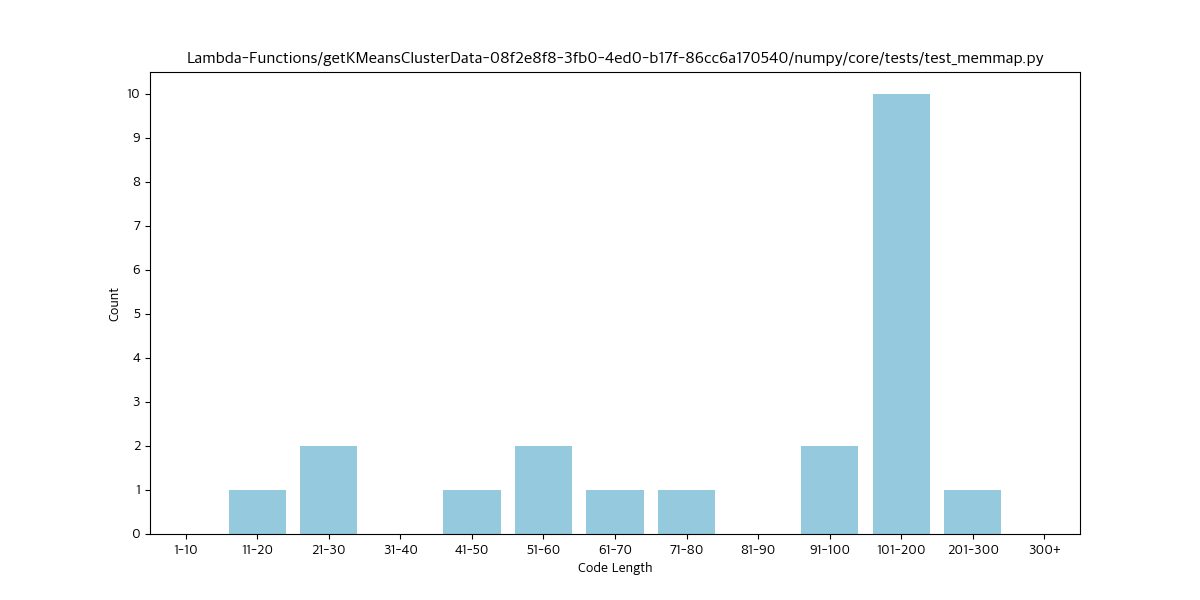 Lambda-Functions/getKMeansClusterData-08f2e8f8-3fb0-4ed0-b17f-86cc6a170540/numpy/core/tests/test_memmap.py
10
9
8
7
6
5
4
3
2
1
0
Count
1-10 11-20 21-30 31-40 41-50 51-60 61-70 71-80 81-90 91-100 101-200 201-300 300+
Code Length